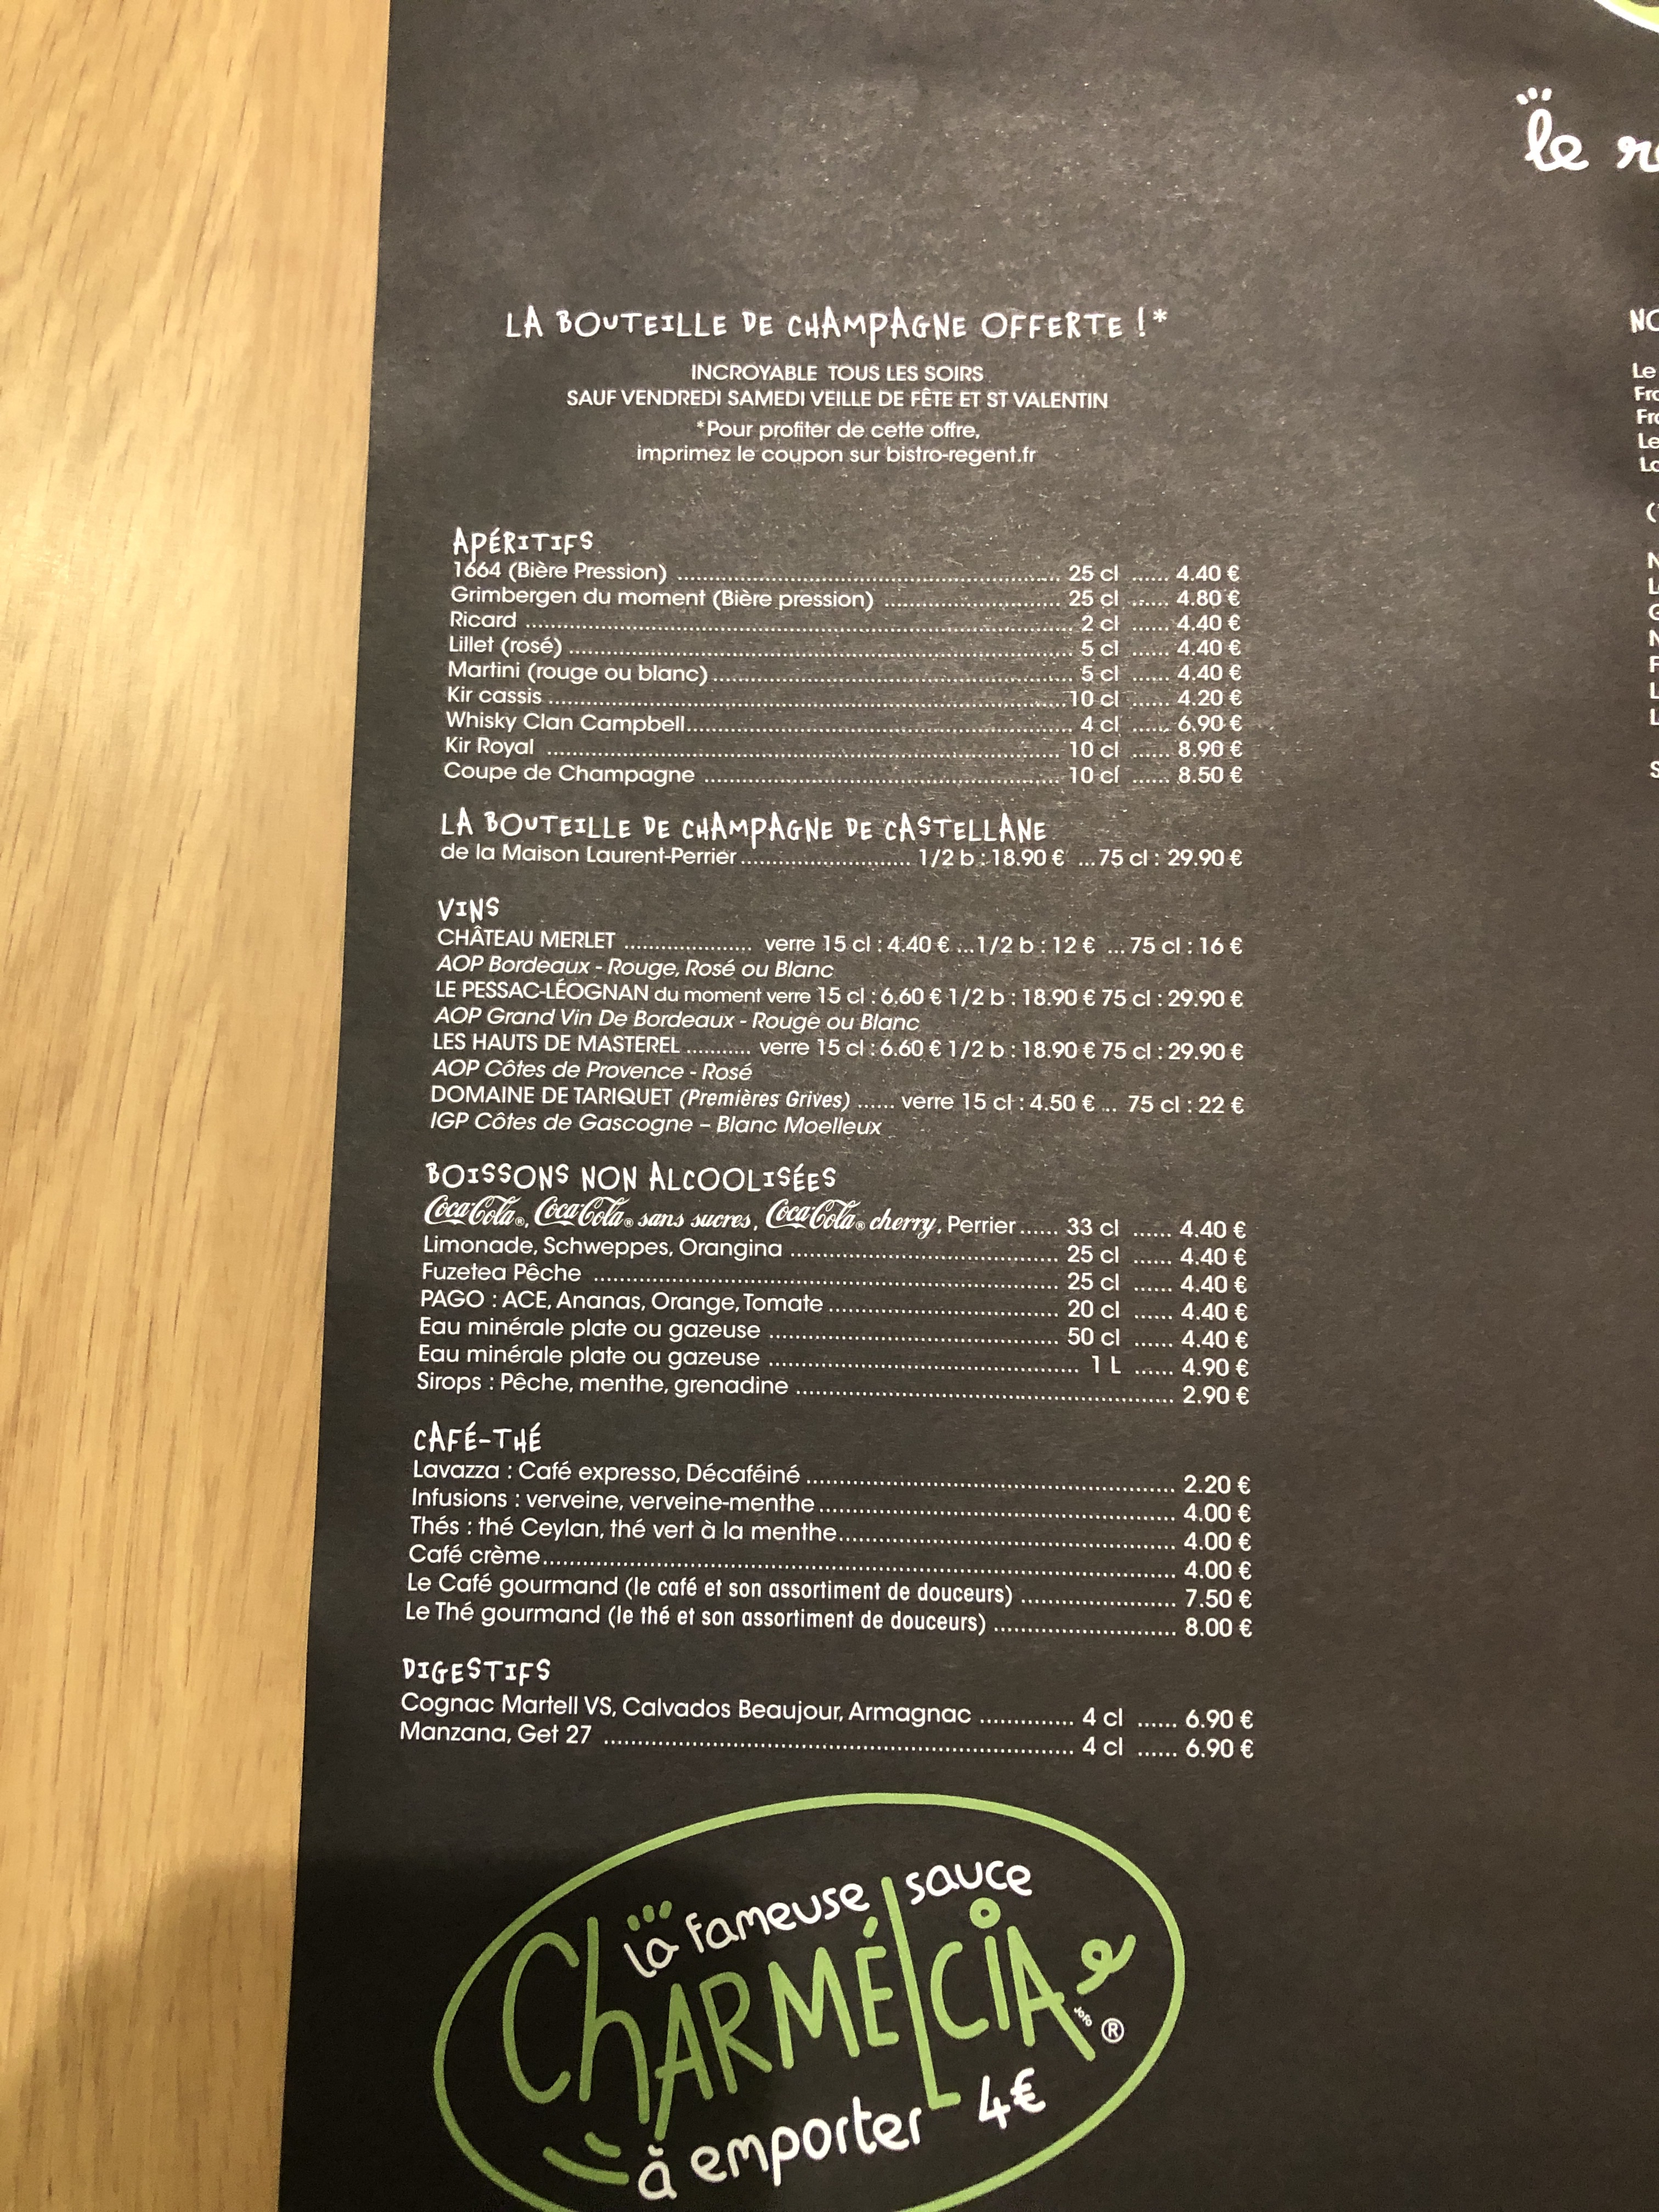 le
LA BOUTEILLE DE CHAMPAGNE OFFERTE !*
INCROYABLE TOUS LES SOIRS
SAUF VENDREDI SAMEDI VEILLE DE FÊTE ET ST VALENTIN
*Pour profiter de cette offre,
imprimez le coupon sur bistro-regent.fr
APÉRITIFS
1664 (Bière Pression) ........ 25 cl ...... 4.40 €
Grimbergen du moment (Bière pression) ........ 25 cl ...... 4.80 €
Ricard ........ 2 cl ...... 4.40 €
Lillet (rosé) ........ 5 cl ...... 4.40 €
Martini (rouge ou blanc) ........ 5 cl ...... 4.40 €
Kir cassis ........ 10 cl ...... 4.20 €
Whisky Clan Campbell ........ 4 cl ...... 6.90 €
Kir Royal ........ 10 cl ...... 8.90 €
Coupe de Champagne ........ 10 cl ...... 8.50 €
LA BOUTEILLE DE CHAMPAGNE DE CASTELLANE
de la Maison Laurent-Perrier ........ 1/2 b : 18.90 € ... 75 cl : 29.90 €
VINS
CHÂTEAU MERLET ........ verre 15 cl : 4.40 € ... 1/2 b : 12 € ... 75 cl : 16 €
AOP Bordeaux - Rouge, Rosé ou Blanc
LE PESSAC-LÉOGNAN du moment verre 15 cl : 6.60 € 1/2 b : 18.90 € 75 cl : 29.90 €
AOP Grand Vin De Bordeaux - Rouge ou Blanc
LES HAUTS DE MASTEREL ........ verre 15 cl : 6.60 € 1/2 b : 18.90 € 75 cl : 29.90 €
AOP Côtes de Provence - Rosé
DOMAINE DE TARIQUET (Premières Grives) ...... verre 15 cl : 4.50 € ... 75 cl : 22 €
IGP Côtes de Gascogne – Blanc Moelleux
BOISSONS NON ALCOOLISÉES
Coca-Cola®, Coca-Cola® sans sucres, Coca-Cola® cherry, Perrier ...... 33 cl ...... 4.40 €
Limonade, Schweppes, Orangina ........ 25 cl ...... 4.40 €
Fuzetea Pêche ........ 25 cl ...... 4.40 €
PAGO : ACE, Ananas, Orange, Tomate ........ 20 cl ...... 4.40 €
Eau minérale plate ou gazeuse ........ 50 cl ...... 4.40 €
Eau minérale plate ou gazeuse ........ 1 L ...... 4.90 €
Sirops : Pêche, menthe, grenadine ........ 2.90 €
CAFÉ-THÉ
Lavazza : Café expresso, Décaféiné ........ 2.20 €
Infusions : verveine, verveine-menthe ........ 4.00 €
Thés : thé Ceylan, thé vert à la menthe ........ 4.00 €
Café crème ........ 4.00 €
Le Café gourmand (le café et son assortiment de douceurs) ........ 7.50 €
Le Thé gourmand (le thé et son assortiment de douceurs) ........ 8.00 €
DIGESTIFS
Cognac Martell VS, Calvados Beaujour, Armagnac ........ 4 cl ...... 6.90 €
Manzana, Get 27 ........ 4 cl ...... 6.90 €
la fameuse sauce
CHARMÉLCIA
JOFO ®
à emporter 4€
Le
Le